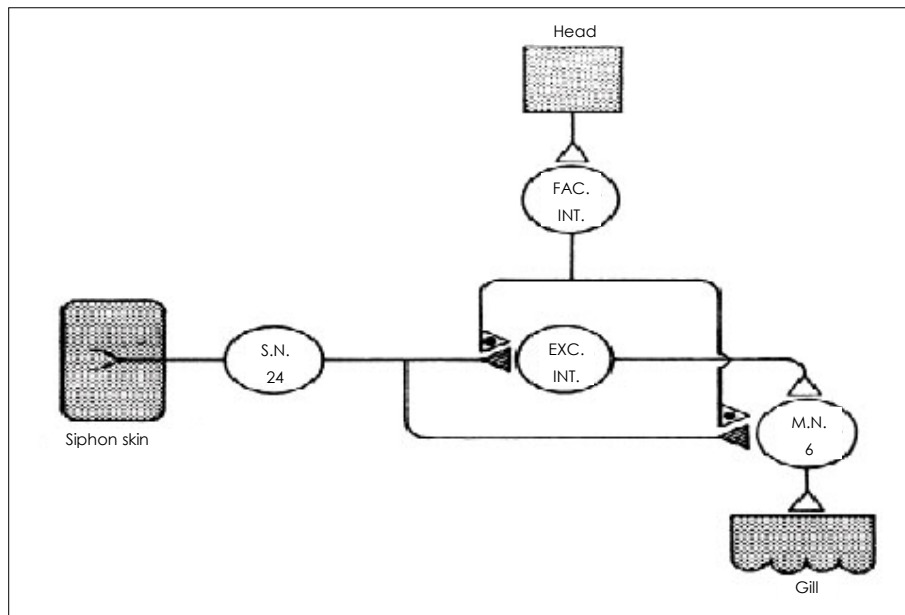 Head
FAC.
INT.
S.N.
24
EXC.
INT.
M.N.
6
Siphon skin
Gill